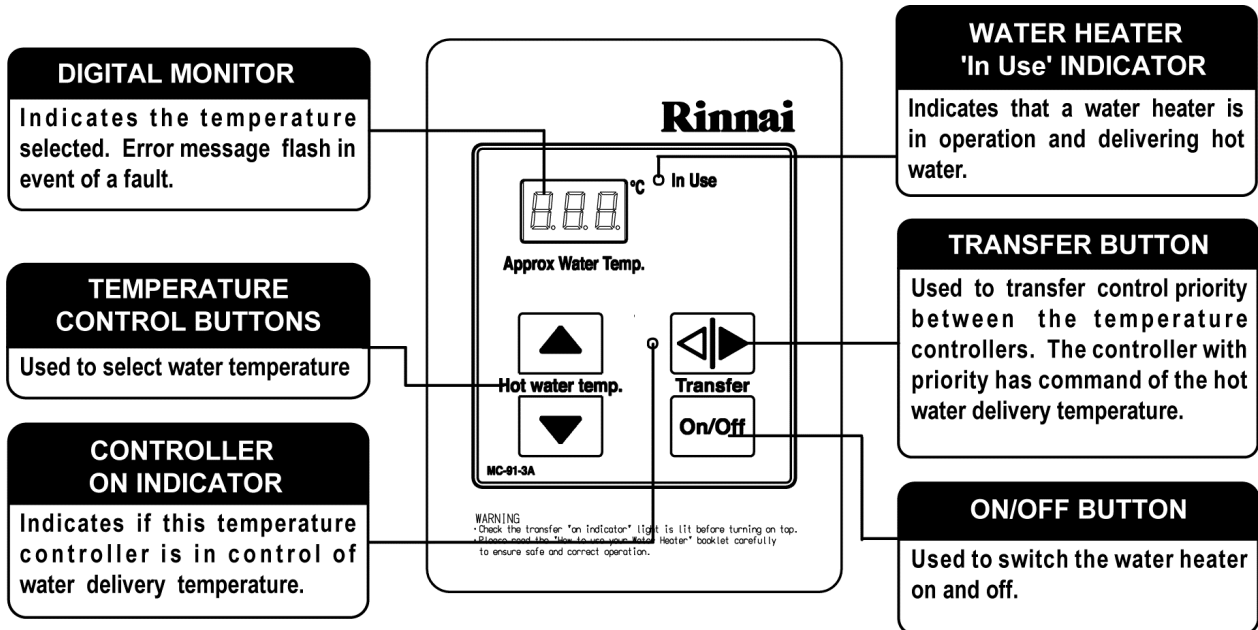 DIGITAL MONITOR
Indicates the temperature
selected. Error message flash in
event of a fault.
TEMPERATURE
CONTROL BUTTONS
Used to select water temperature
CONTROLLER
ON INDICATOR
Indicates if this temperature
controller is in control of
water delivery temperature.
Rinnai
°C
In Use
8.8.8.
Approx Water Temp.
Hot water temp.
Transfer
On/Off
MC-91-3A
WARNING
·Check the transfer "on indicator" light is lit before turning on tap.
·Please read the "How to use your Water Heater" booklet carefully
to ensure safe and correct operation.
WATER HEATER
'In Use' INDICATOR
Indicates that a water heater is
in operation and delivering hot
water.
TRANSFER BUTTON
Used to transfer control priority
between the temperature
controllers. The controller with
priority has command of the hot
water delivery temperature.
ON/OFF BUTTON
Used to switch the water heater
on and off.